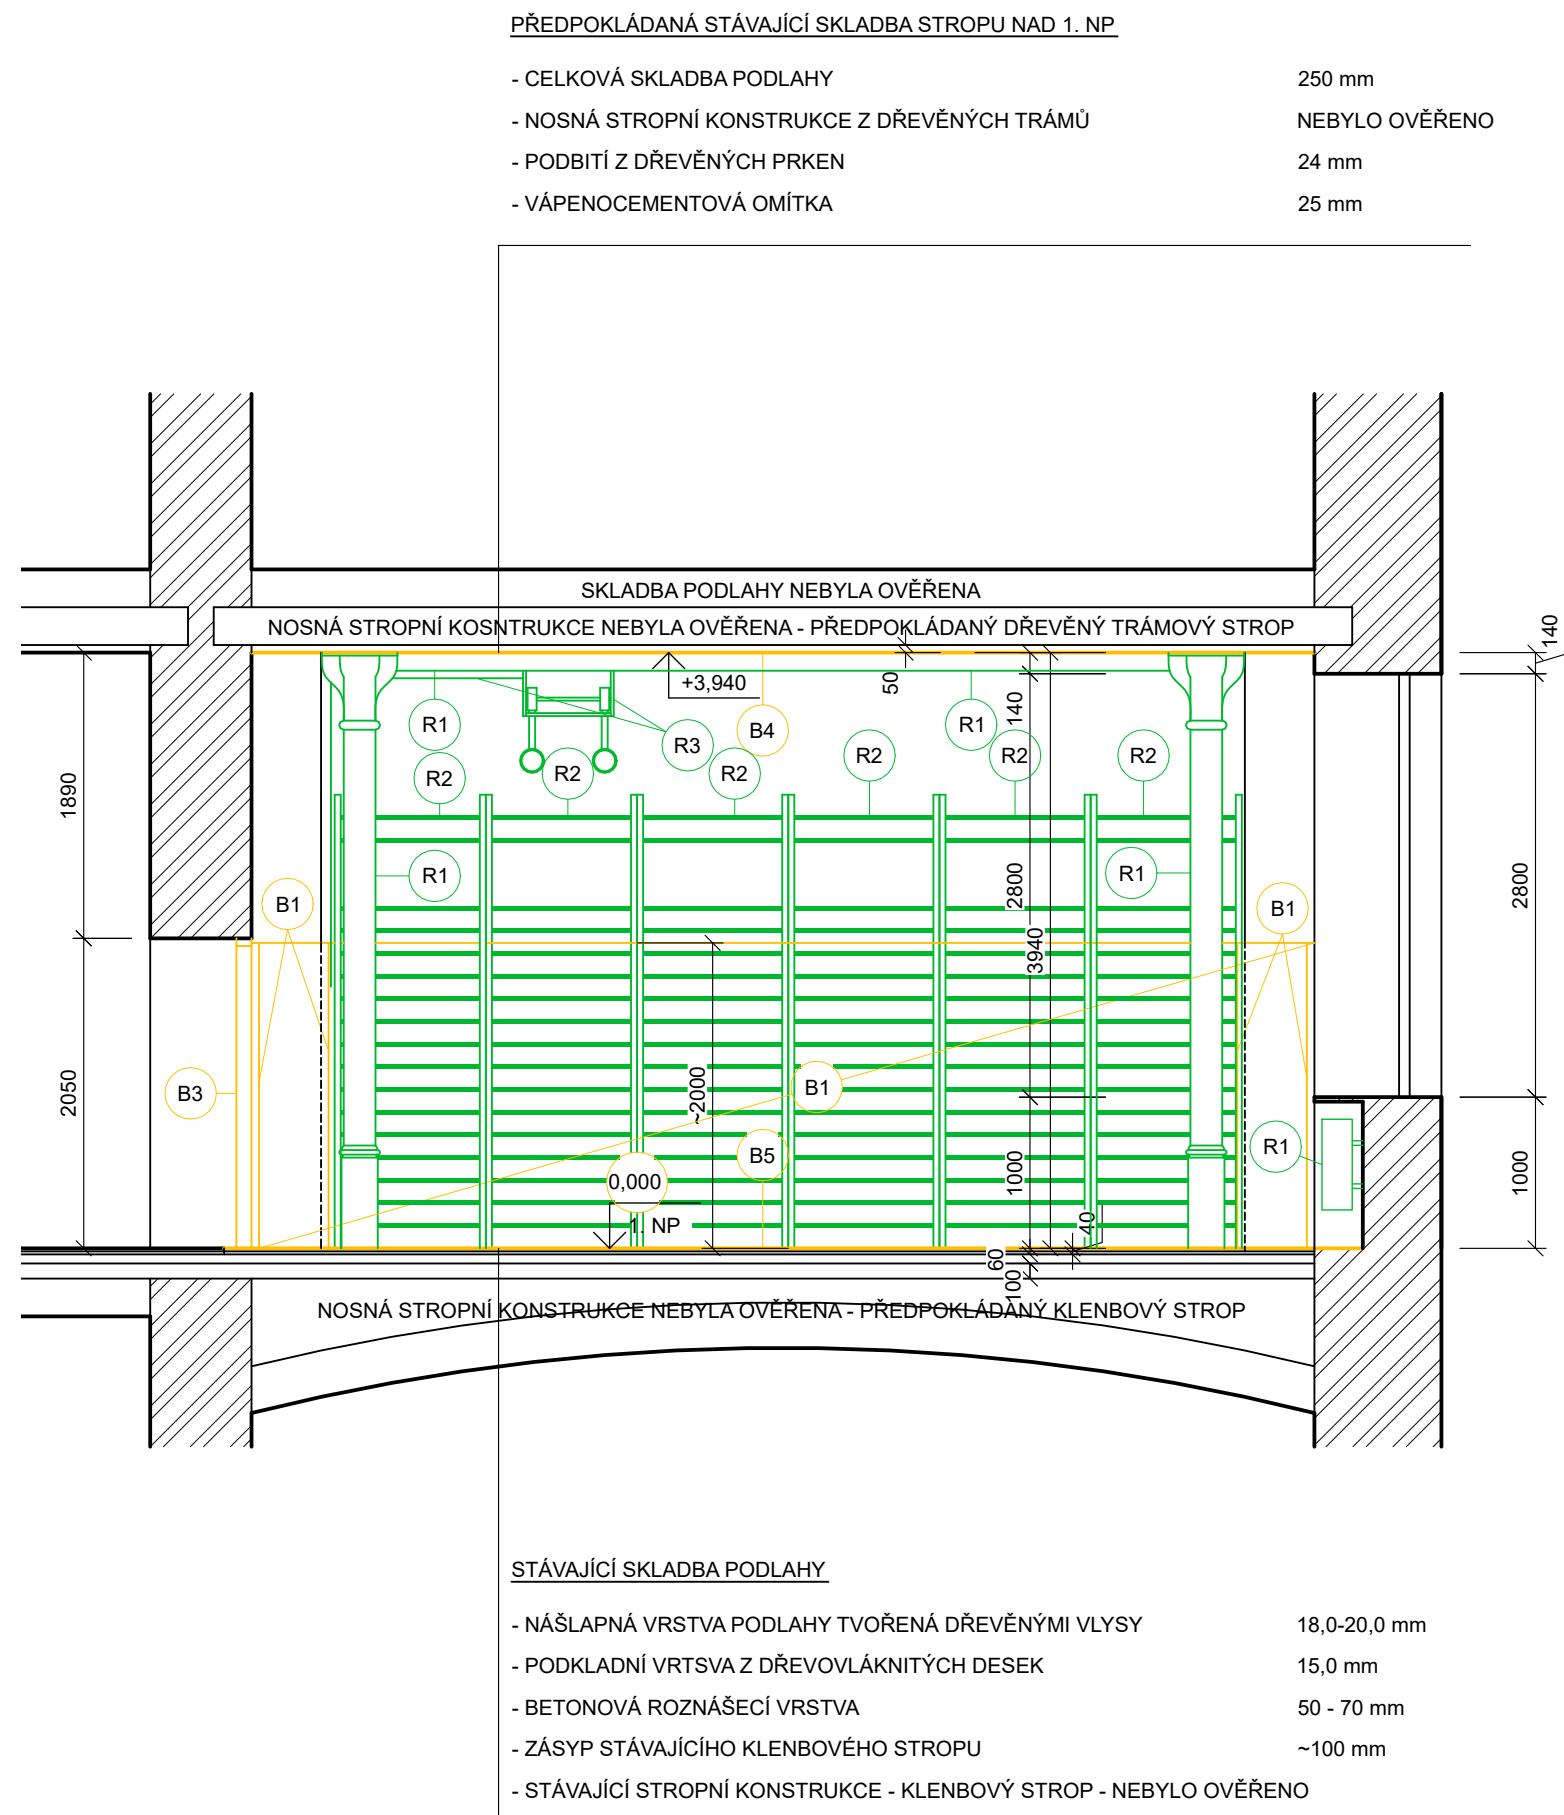 PŘEDPOKLÁDANÁ STÁVAJÍCÍ SKLADBA STROPU NAD 1. NP
- CELKOVÁ SKLADBA PODLAHY 250 mm
- NOSNÁ STROPNÍ KONSTRUKCE Z DŘEVĚNÝCH TRÁMŮ NEBYLO OVĚŘENO
- PODBITÍ Z DŘEVĚNÝCH PRKEN 24 mm
- VÁPENOCEMENTOVÁ OMÍTKA 25 mm
SKLADBA PODLAHY NEBYLA OVĚŘENA
NOSNÁ STROPNÍ KOSNTRUKCE NEBYLA OVĚŘENA - PŘEDPOKLÁDANÝ DŘEVĚNÝ TRÁMOVÝ STROP
140
+3,940
50
140
R1
R3
B4
R1
R2
R2
R2
R2
R2
R2
1890
R1
R1
2800
2800
B1
B1
3940
2050
B3
~2000
B1
R1
B5
1000
1000
0,000
1. NP
40
60
100
NOSNÁ STROPNÍ KONSTRUKCE NEBYLA OVĚŘENA - PŘEDPOKLÁDANÝ KLENBOVÝ STROP
STÁVAJÍCÍ SKLADBA PODLAHY
- NÁŠLAPNÁ VRSTVA PODLAHY TVOŘENÁ DŘEVĚNÝMI VLYSY 18,0-20,0 mm
- PODKLADNÍ VRTSVA Z DŘEVOVLÁKNITÝCH DESEK 15,0 mm
- BETONOVÁ ROZNÁŠECÍ VRSTVA 50 - 70 mm
- ZÁSYP STÁVAJÍCÍHO KLENBOVÉHO STROPU ~100 mm
- STÁVAJÍCÍ STROPNÍ KONSTRUKCE - KLENBOVÝ STROP - NEBYLO OVĚŘENO